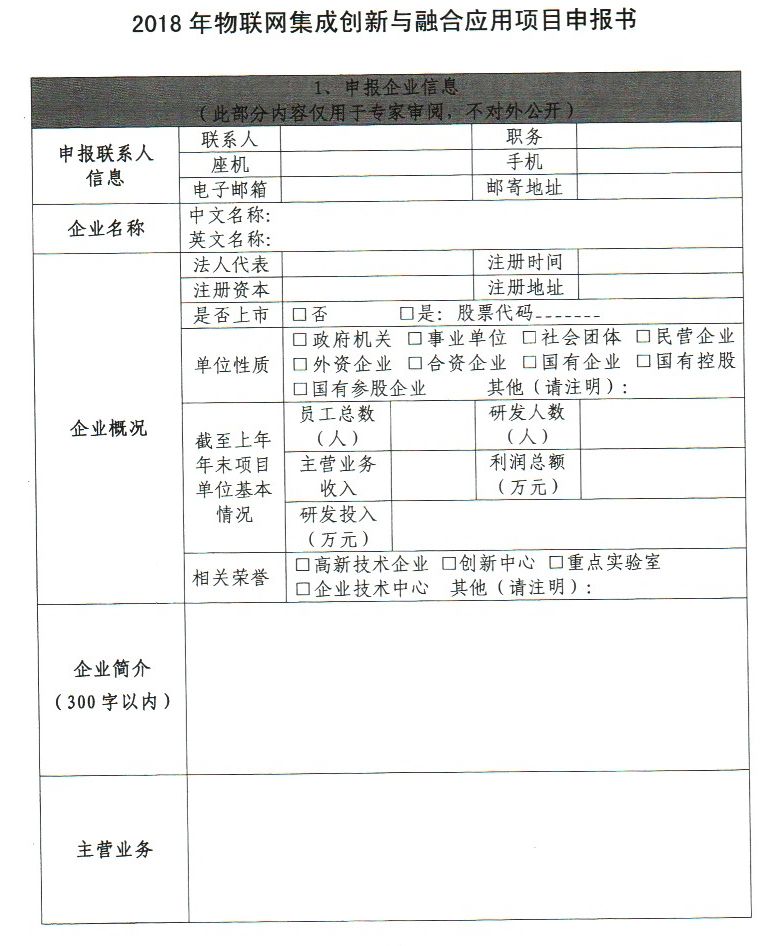 2018年物联网集成创新与融合应用项目申报书
1、申报企业信息
（此部分内容仅用于专家审阅，不对外公开）
申报联系人
信息
联系人 职务
座机 手机
电子邮箱 邮寄地址
企业名称
中文名称：
英文名称：
企业概况
法人代表 注册时间
注册资本 注册地址
是否上市 □否 □是：股票代码-------
单位性质
□政府机关 □事业单位 □社会团体 □民营企业
□外资企业 □合资企业 □国有企业 □国有控股
□国有参股企业 其他（请注明）：
截至上年
年末项目
单位基本
情况
员工总数
（人）
研发人数
（人）
主营业务
收入
利润总额
（万元）
研发投入
（万元）
相关荣誉
□高新技术企业 □创新中心 □重点实验室
□企业技术中心 其他（请注明）：
企业简介
（300字以内）
主营业务